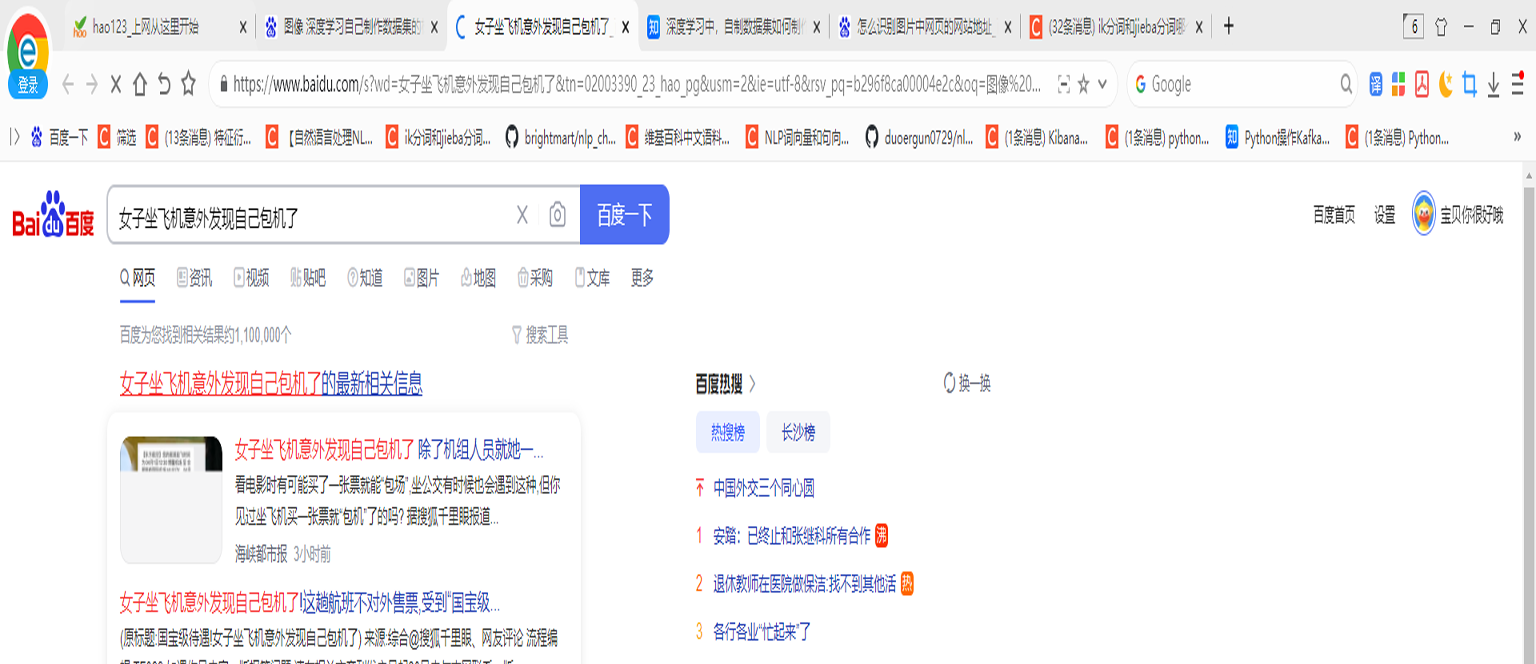 hao123_上网从这里开始
图像 深度学习自己制作数据集的
女子坐飞机意外发现自己包机了_
深度学习中，自制数据集如何制作
怎么识别图片中网页的网站地址_
(32条消息) ik分词和jieba分词哪
6
登录
https://www.baidu.com/s?wd=女子坐飞机意外发现自己包机了&tn=02003390_23_hao_pg&usm=2&ie=utf-8&rsv_pq=b296f8ca00004e2c&oq=图像%20...
Google
译
百度一下
筛选
(13条消息) 特征衍...
【自然语言处理NL...
ik分词和jieba分词...
brightmart/nlp_ch...
维基百科中文语料...
NLP词向量和句向...
duoergun0729/nl...
(1条消息) Kibana...
(1条消息) python...
Python操作Kafka...
(1条消息) Python...
»
Bai du 百度
女子坐飞机意外发现自己包机了
百度一下
百度首页
设置
宝贝你很好哦
网页
资讯
视频
贴吧
知道
图片
地图
采购
文库
更多
百度为您找到相关结果约1,100,000个
搜索工具
女子坐飞机意外发现自己包机了的最新相关信息
女子坐飞机意外发现自己包机了 除了机组人员就她一...
看电影时有可能买了一张票就能“包场”,坐公交有时候也会遇到这种,但你
见过坐飞机买一张票就“包机”了的吗? 据搜狐千里眼报道...
海峡都市报 3小时前
女子坐飞机意外发现自己包机了!这趟航班不对外售票,受到“国宝级...
(原标题:国宝级待遇!女子坐飞机意外发现自己包机了) 来源:综合@搜狐千里眼、网友评论 流程编
百度热搜
换一换
热搜榜
长沙榜
中国外交三个同心圆
1 安踏：已终止和张继科所有合作 沸
2 退休教师在医院做保洁:找不到其他活 热
3 各行各业“忙起来”了